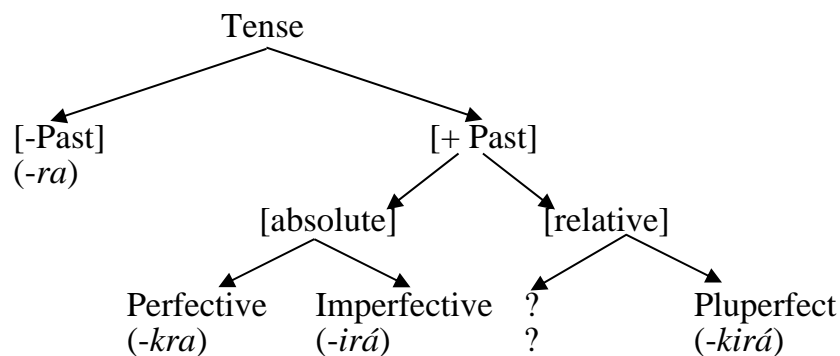 Tense
[-Past] [+ Past]
(-ra)
[absolute] [relative]
Perfective Imperfective ? Pluperfect
(-kra) (-irá) ? (-kirá)